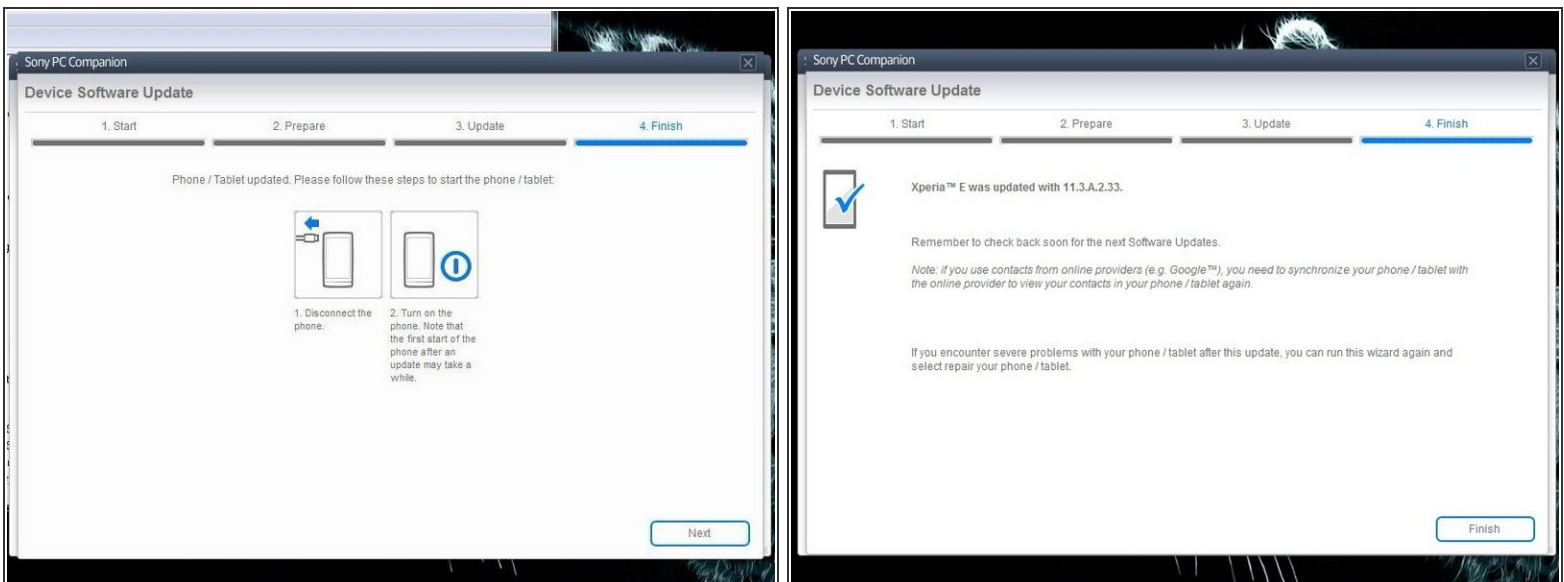 Sony PC Companion
Device Software Update
1. Start
2. Prepare
3. Update
4. Finish
Phone / Tablet updated. Please follow these steps to start the phone / tablet:
1. Disconnect the
phone.
2. Turn on the
phone. Note that
the first start of the
phone after an
update may take a
while.
Next
Sony PC Companion
Device Software Update
1. Start
2. Prepare
3. Update
4. Finish
Xperia™ E was updated with 11.3.A.2.33.
Remember to check back soon for the next Software Updates.
Note: if you use contacts from online providers (e.g. Google™), you need to synchronize your phone / tablet with
the online provider to view your contacts in your phone / tablet again.
If you encounter severe problems with your phone / tablet after this update, you can run this wizard again and
select repair your phone / tablet.
Finish